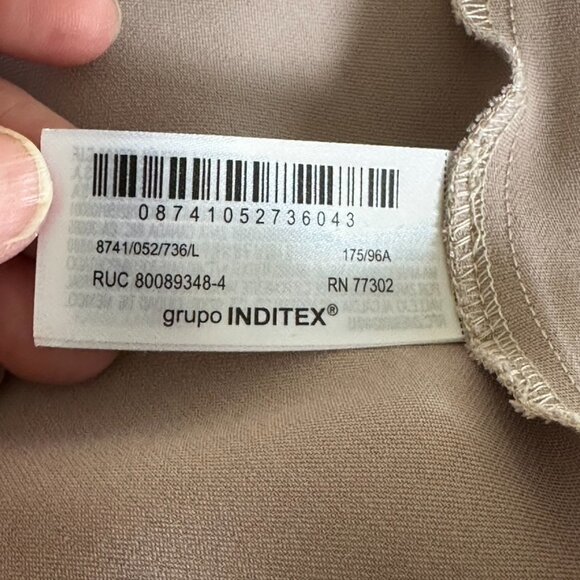 08741052736043
8741/052/736/L 175/96A
RUC 80089348-4 RN 77302
grupo INDITEX®